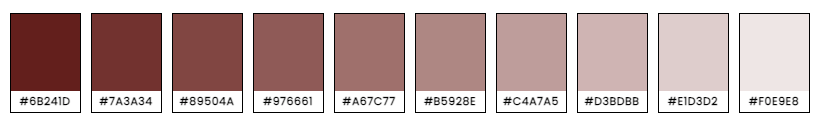 #6B241D
#7A3A34
#89504A
#976661
#A67C77
#B5928E
#C4A7A5
#D3BDBB
#E1D3D2
#F0E9E8